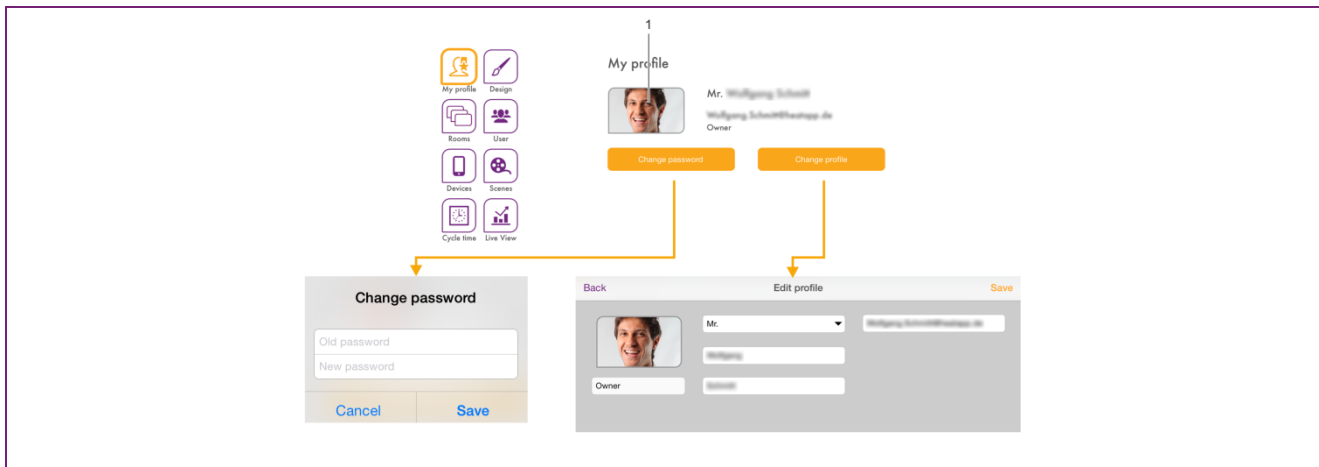 1
My profile Design
Rooms User
Devices Scenes
Cycle time Live View
My profile
Mr.
Owner
Change password Change profile
Change password
Old password
New password
Cancel Save
Back Edit profile Save
Mr.
Owner